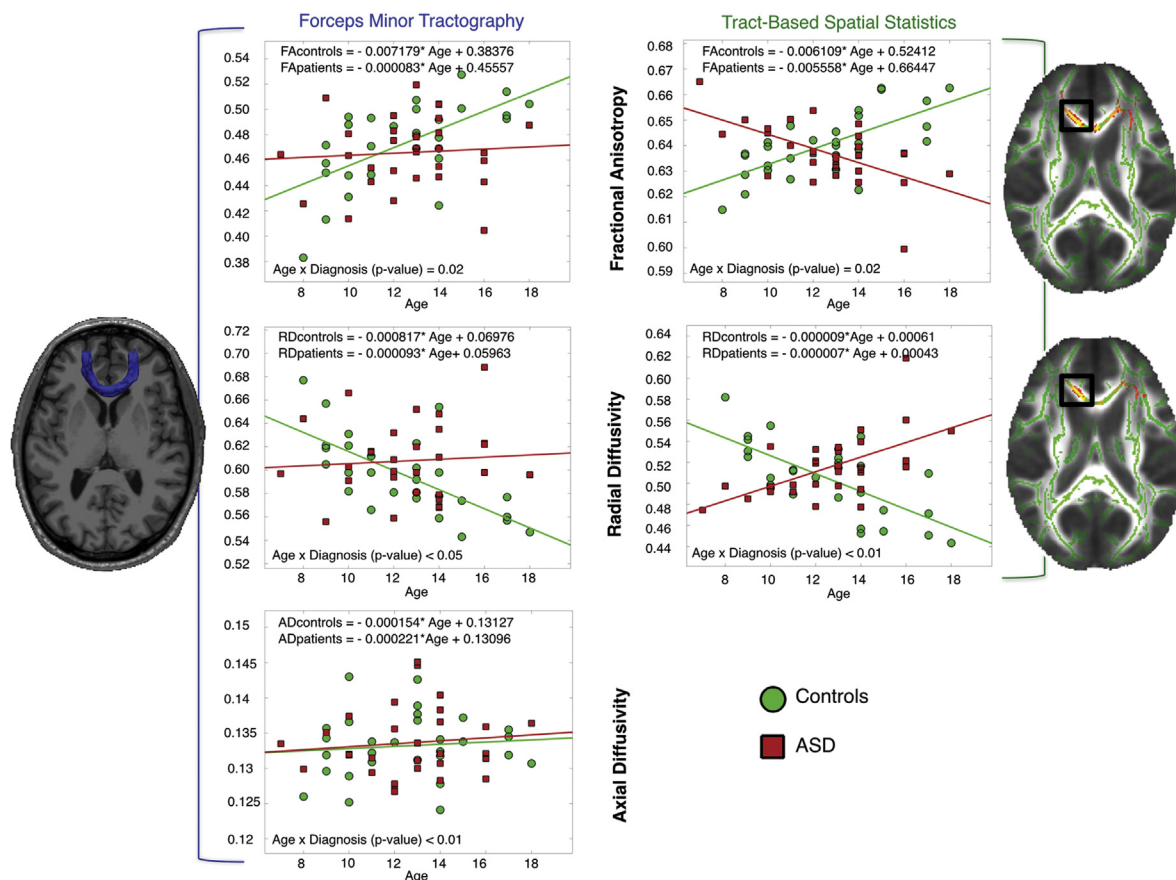 Forceps Minor Tractography
Tract-Based Spatial Statistics
FAcontrols = - 0.007179* Age + 0.38376
FApatients = - 0.000083* Age + 0.45557
0.54
0.52
0.50
0.48
0.46
0.44
0.42
0.40
0.38
Age x Diagnosis (p-value) = 0.02
8 10 12 14 16 18
Age
Fractional Anisotropy
FAcontrols = - 0.006109* Age + 0.52412
FApatients = - 0.005558* Age + 0.66447
0.68
0.67
0.66
0.65
0.64
0.63
0.62
0.61
0.60
0.59
Age x Diagnosis (p-value) = 0.02
8 10 12 14 16 18
Age
RDcontrols = - 0.000817* Age + 0.06976
RDpatients = - 0.000093* Age+ 0.05963
0.72
0.70
0.68
0.66
0.64
0.62
0.60
0.58
0.56
0.54
0.52
Age x Diagnosis (p-value) < 0.05
8 10 12 14 16 18
Age
Radial Diffusivity
RDcontrols = - 0.000009*Age + 0.00061
RDpatients = - 0.000007* Age + 0.00043
0.64
0.60
0.58
0.56
0.54
0.52
0.50
0.48
0.46
0.44
Age x Diagnosis (p-value) < 0.01
8 10 12 14 16 18
Age
ADcontrols = - 0.000154* Age + 0.13127
ADpatients = - 0.000221*Age + 0.13096
0.15
0.145
0.14
0.135
0.13
0.125
0.12
Age x Diagnosis (p-value) < 0.01
8 10 12 14 16 18
Age
Axial Diffusivity
Controls
ASD